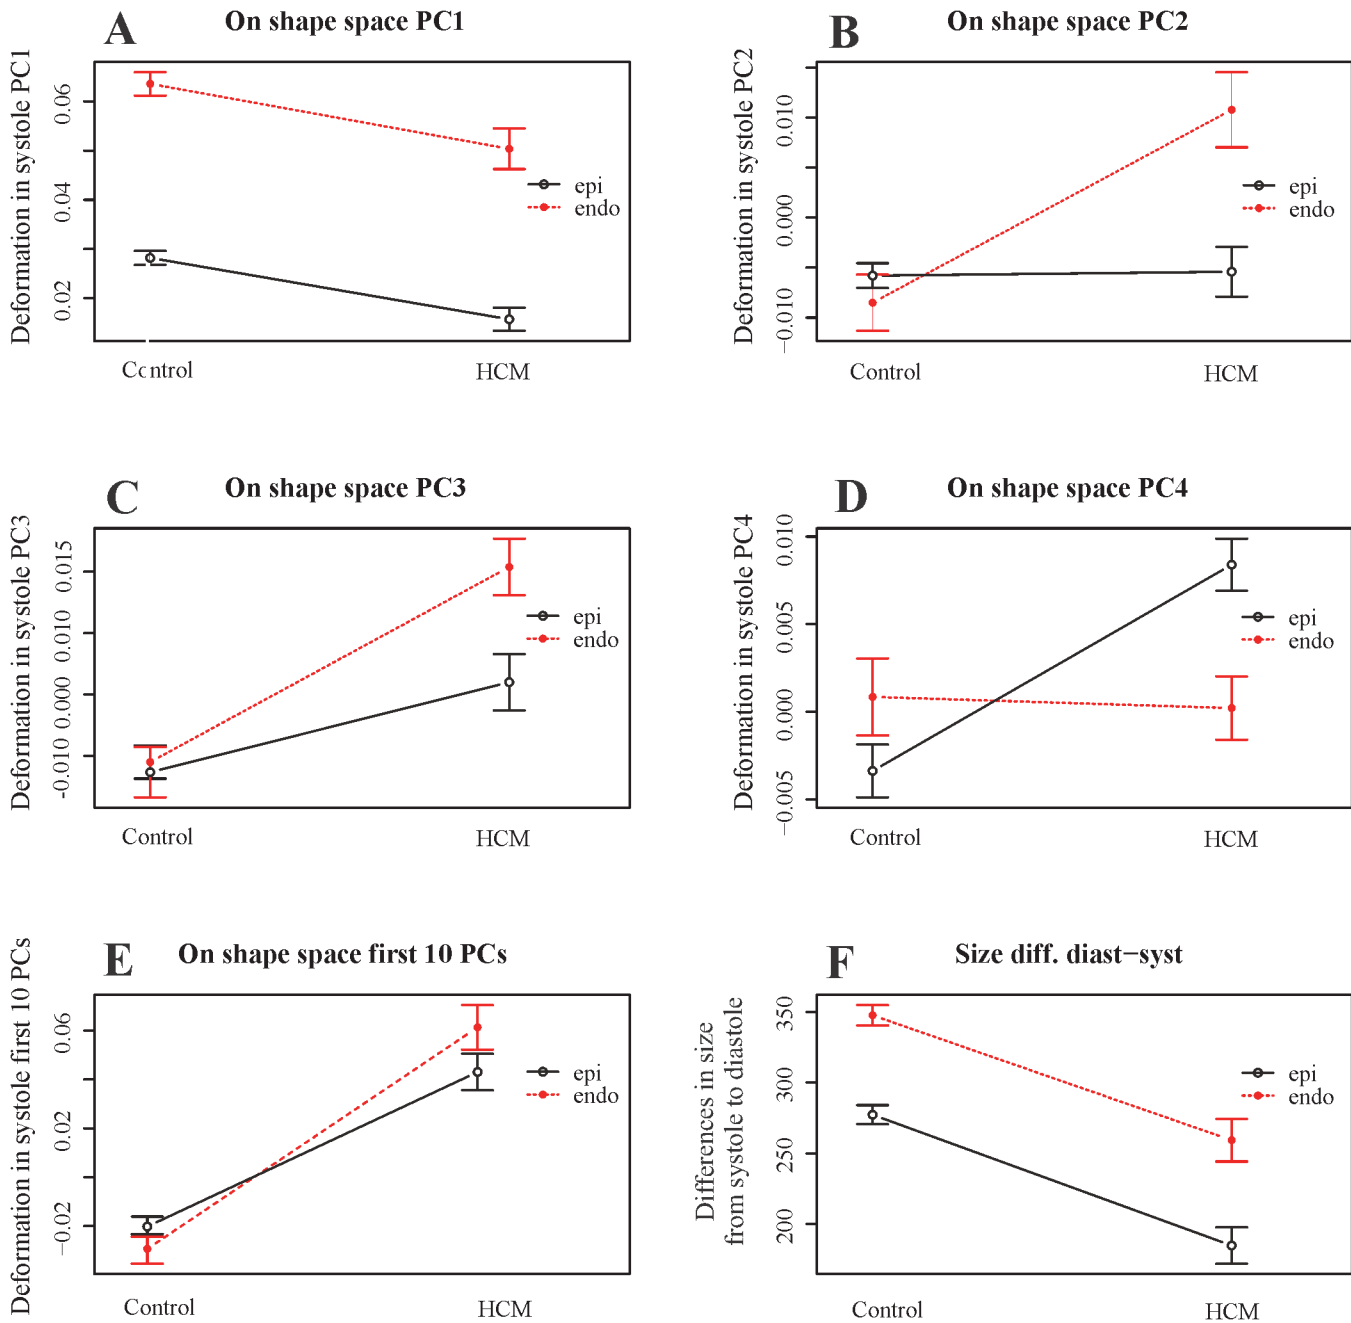 A
On shape space PC1
Deformation in systole PC1
0.06
0.04
0.02
epi
endo
Control
HCM
B
On shape space PC2
Deformation in systole PC2
0.010
0.000
−0.010
epi
endo
Control
HCM
C
On shape space PC3
Deformation in systole PC3
0.015
0.010
0.000
-0.010
epi
endo
Control
HCM
D
On shape space PC4
Deformation in systole PC4
0.010
0.005
0.000
−0.005
epi
endo
Control
HCM
E
On shape space first 10 PCs
Deformation in systole first 10 PCs
0.06
0.02
−0.02
epi
endo
Control
HCM
F
Size diff. diast−syst
Differences in size
from systole to diastole
350
300
250
200
epi
endo
Control
HCM